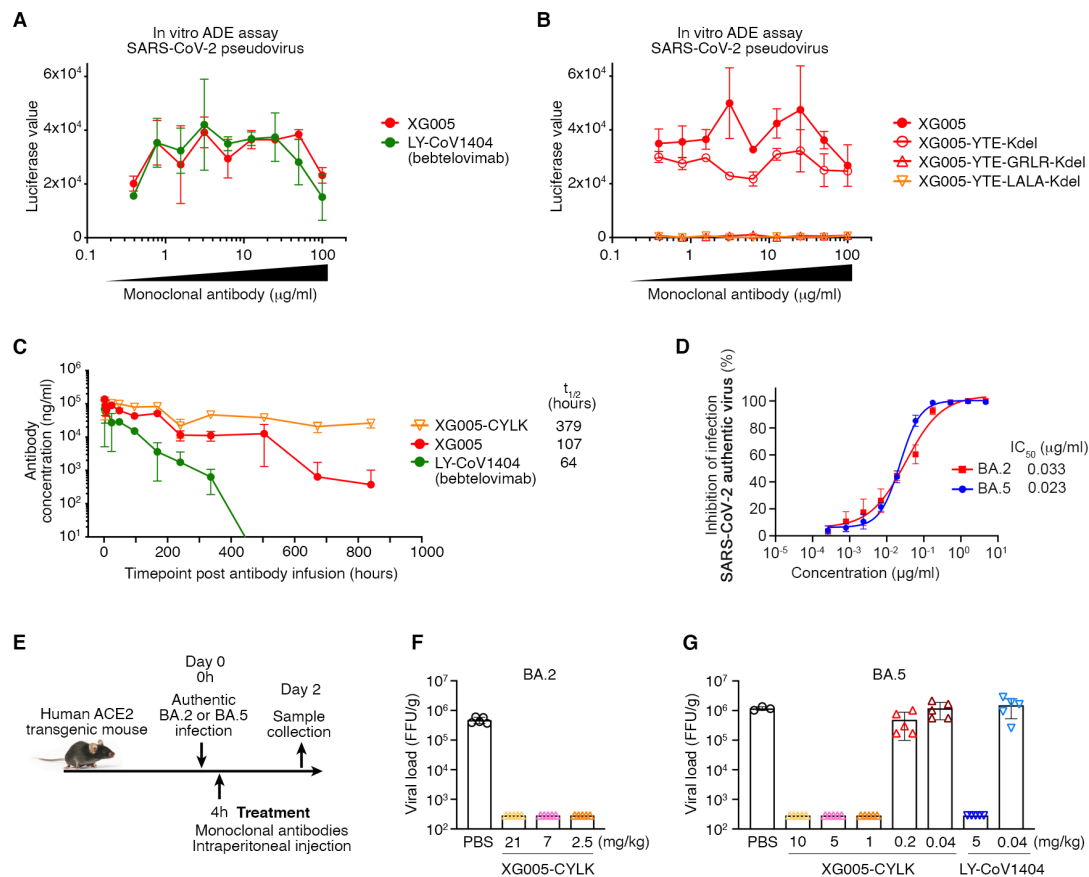 A
In vitro ADE assay
SARS-CoV-2 pseudovirus
Luciferase value
6x10⁴
4x10⁴
2x10⁴
0
0.1 1 10 100
Monoclonal antibody (μg/ml)
XG005
LY-CoV1404
(bebtelovimab)
B
In vitro ADE assay
SARS-CoV-2 pseudovirus
Luciferase value
6x10⁴
4x10⁴
2x10⁴
0
0.1 1 10 100
Monoclonal antibody (μg/ml)
XG005
XG005-YTE-Kdel
XG005-YTE-GRLR-Kdel
XG005-YTE-LALA-Kdel
C
Antibody
concentration (ng/ml)
10⁶
10⁵
10⁴
10³
10²
10¹
0 200 400 600 800 1000
Timepoint post antibody infusion (hours)
t1/2
(hours)
XG005-CYLK 379
XG005 107
LY-CoV1404 64
(bebtelovimab)
D
Inhibition of infection
SARS-CoV-2 authentic virus (%)
100
80
60
40
20
0
10⁻⁵ 10⁻⁴ 10⁻³ 10⁻² 10⁻¹ 10⁰ 10¹
Concentration (μg/ml)
IC50 (μg/ml)
BA.2 0.033
BA.5 0.023
E
Human ACE2
transgenic mouse
Day 0
0h
Authentic
BA.2 or BA.5
infection
Day 2
Sample
collection
4h Treatment
Monoclonal antibodies
Intraperitoneal injection
F
BA.2
Viral load (FFU/g)
10⁷
10⁶
10⁵
10⁴
10³
10²
PBS 21 7 2.5 (mg/kg)
XG005-CYLK
G
BA.5
Viral load (FFU/g)
10⁷
10⁶
10⁵
10⁴
10³
10²
PBS 10 5 1 0.2 0.04 5 0.04 (mg/kg)
XG005-CYLK LY-CoV1404